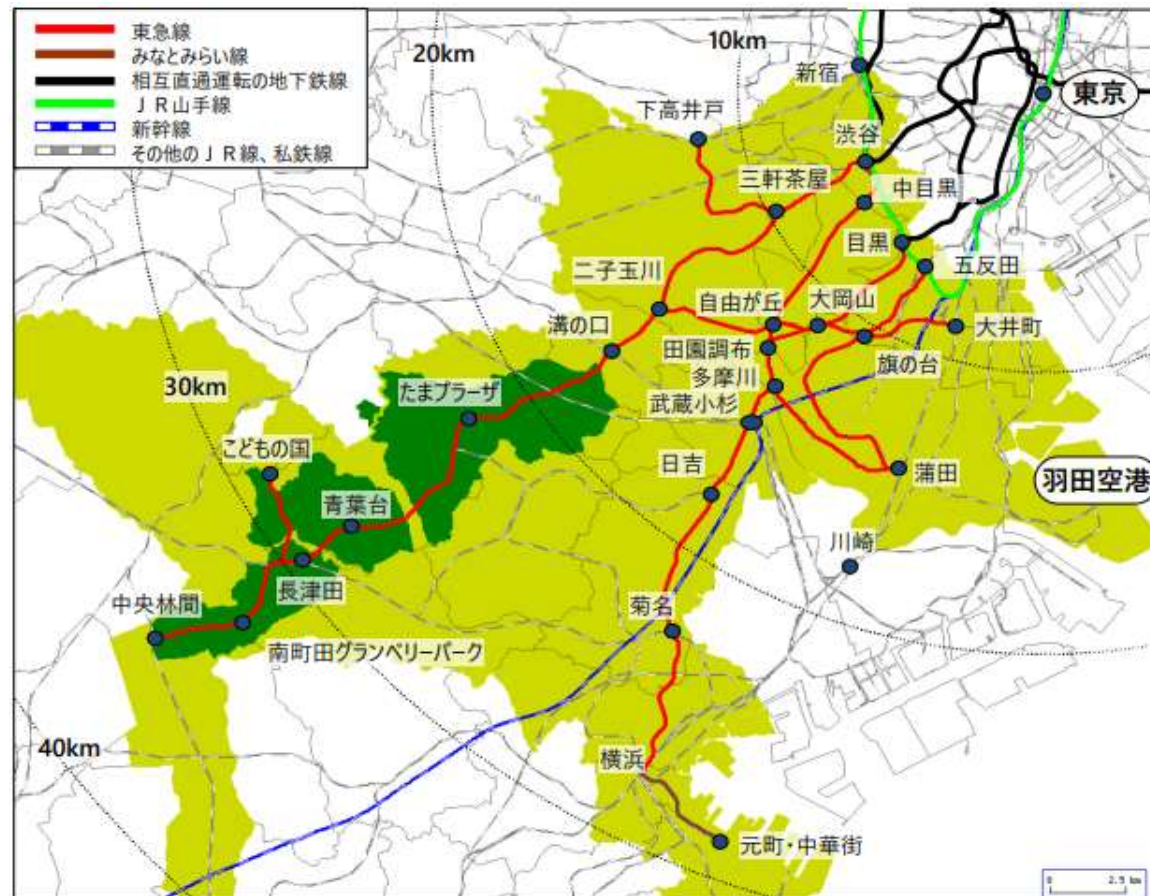 東急線
みなとみらい線
相互直通運転の地下鉄線
ＪＲ山手線
新幹線
その他のＪＲ線、私鉄線
20km
10km
新宿
東京
下高井戸
渋谷
三軒茶屋
中目黒
目黒
二子玉川
五反田
自由が丘
大岡山
溝の口
大井町
田園調布
旗の台
30km
たまプラーザ
多摩川
武蔵小杉
こどもの国
日吉
蒲田
羽田空港
青葉台
川崎
長津田
中央林間
菊名
南町田グランベリーパーク
40km
横浜
元町・中華街
0 2.5 km